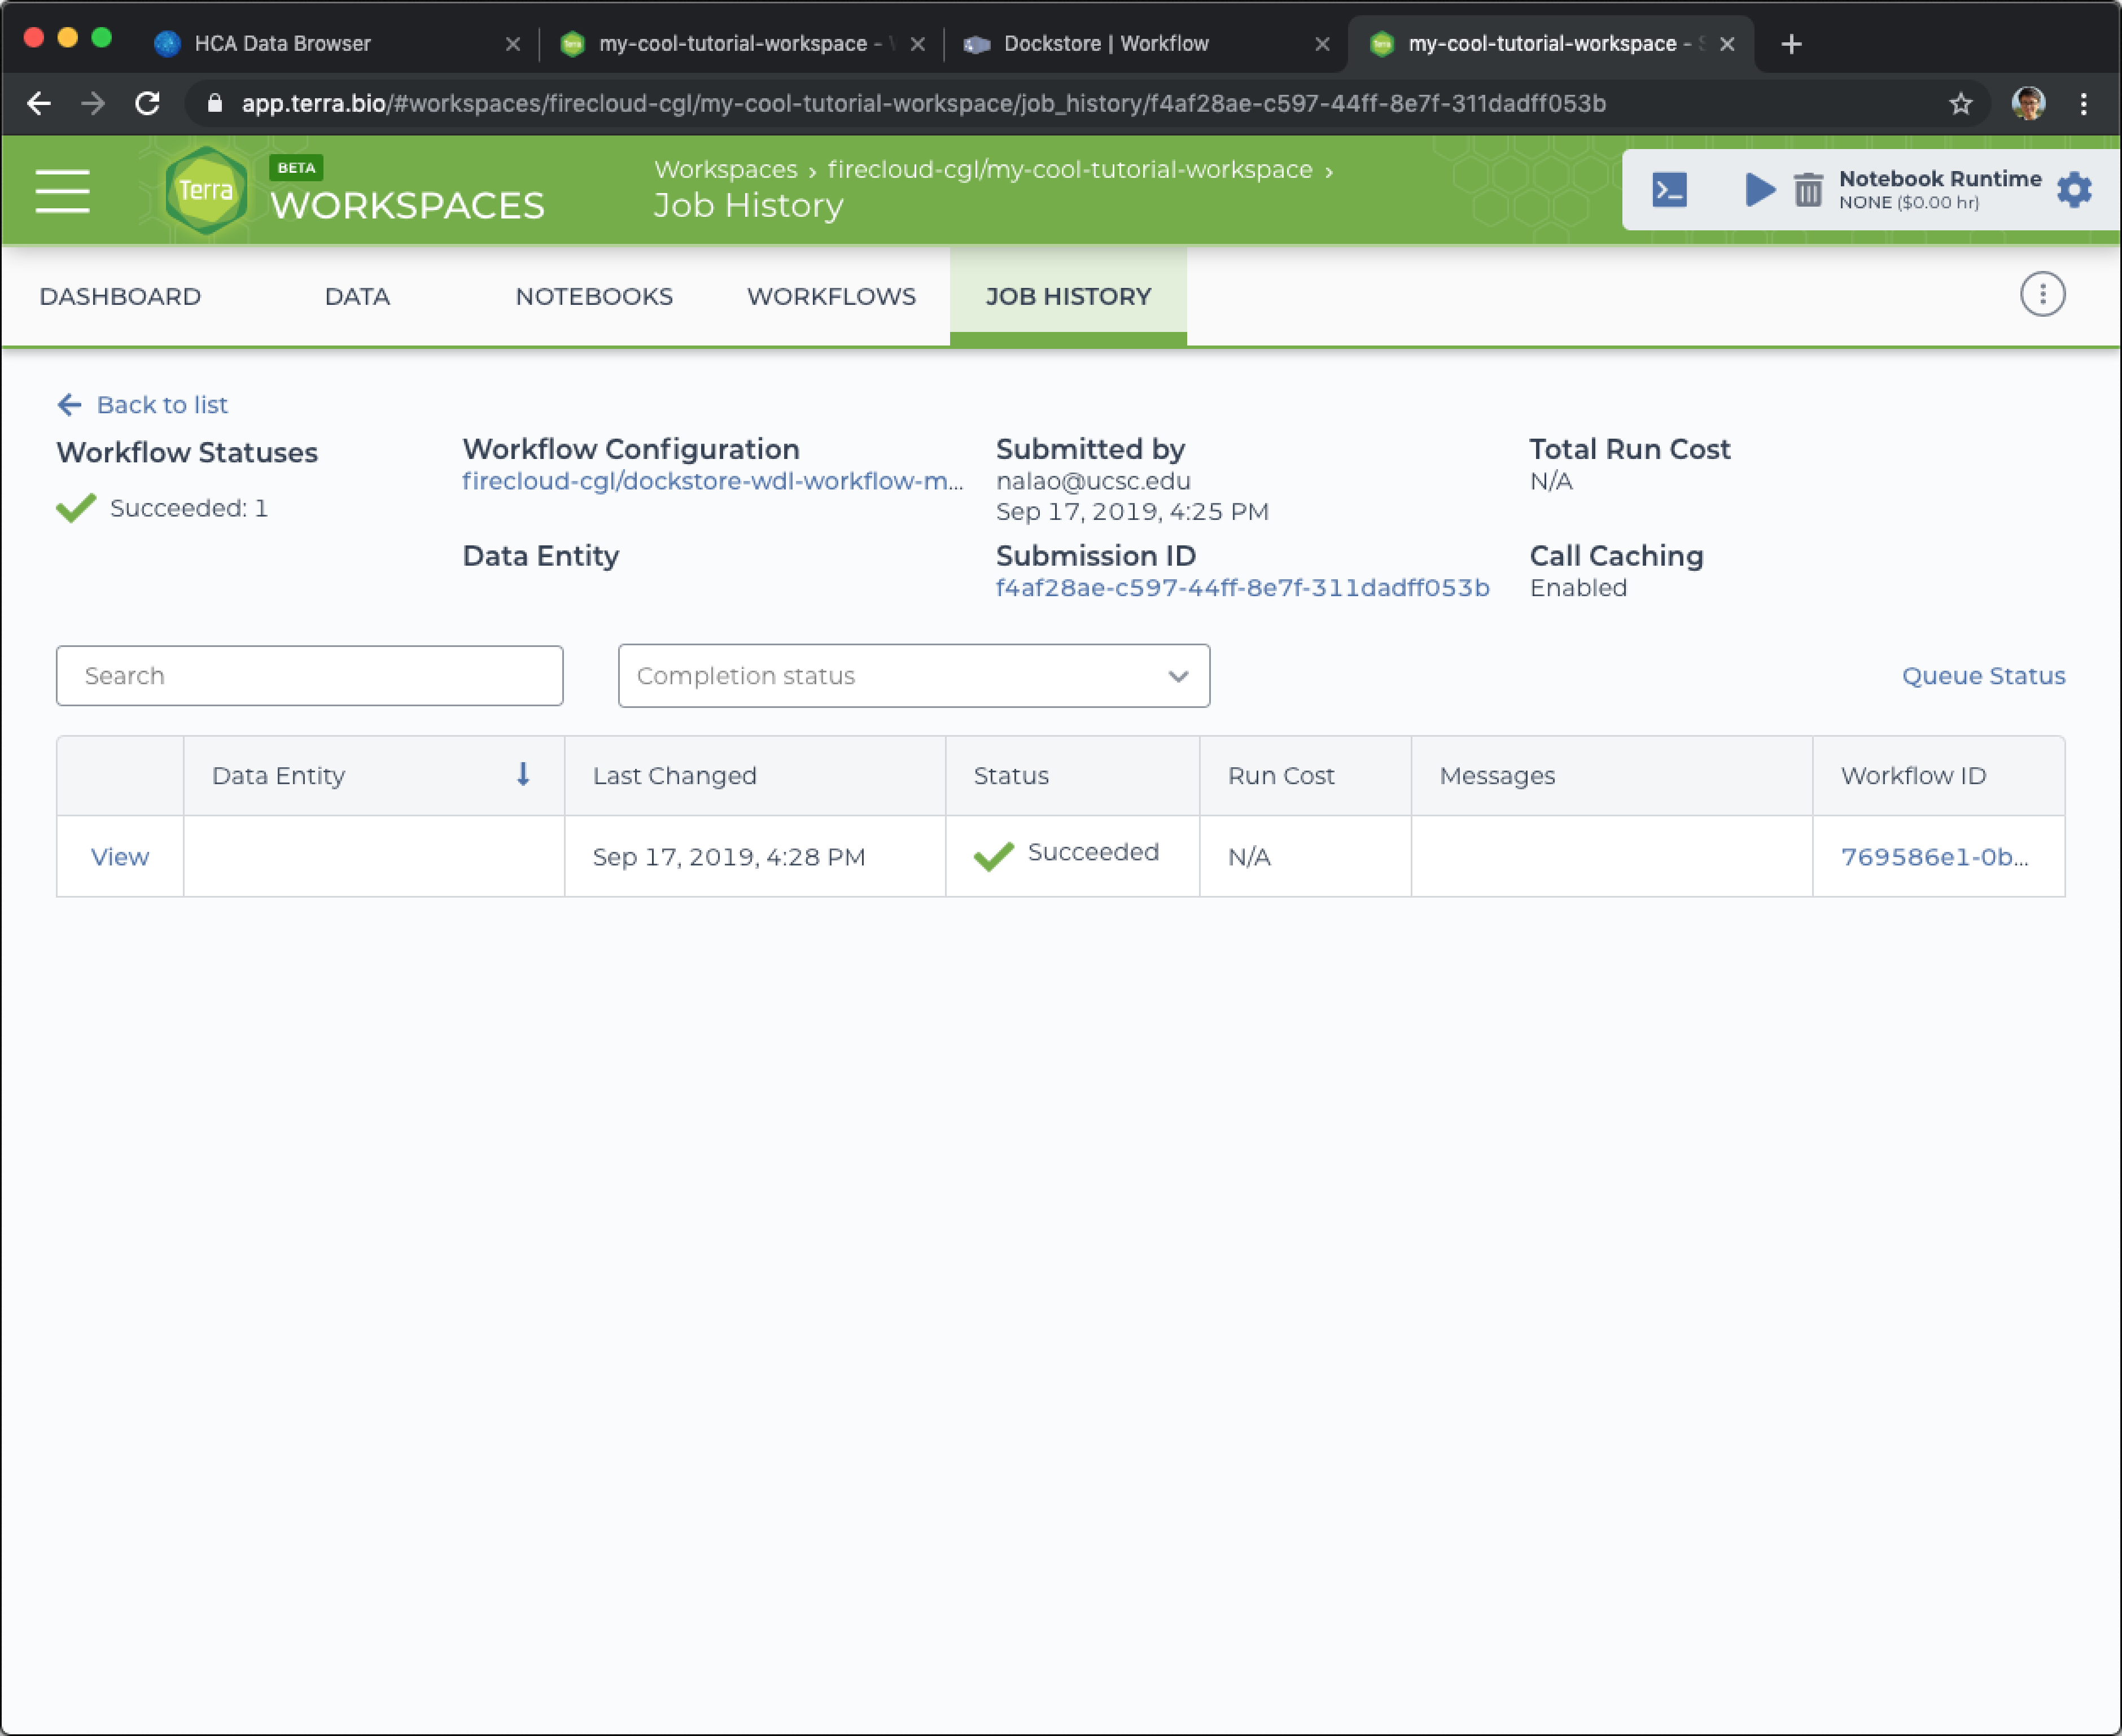 HCA Data Browser
my-cool-tutorial-workspace -
Dockstore | Workflow
my-cool-tutorial-workspace -
app.terra.bio/#workspaces/firecloud-cgl/my-cool-tutorial-workspace/job_history/f4af28ae-c597-44ff-8e7f-311dadff053b
Terra
BETA
WORKSPACES
Workspaces › firecloud-cgl/my-cool-tutorial-workspace ›
Job History
Notebook Runtime
NONE ($0.00 hr)
DASHBOARD
DATA
NOTEBOOKS
WORKFLOWS
JOB HISTORY
Back to list
Workflow Statuses
Succeeded: 1
Workflow Configuration
firecloud-cgl/dockstore-wdl-workflow-m...
Data Entity
Submitted by
nalao@ucsc.edu
Sep 17, 2019, 4:25 PM
Submission ID
f4af28ae-c597-44ff-8e7f-311dadff053b
Total Run Cost
N/A
Call Caching
Enabled
Search
Completion status
Queue Status
Data Entity
Last Changed
Status
Run Cost
Messages
Workflow ID
View
Sep 17, 2019, 4:28 PM
Succeeded
N/A
769586e1-0b...